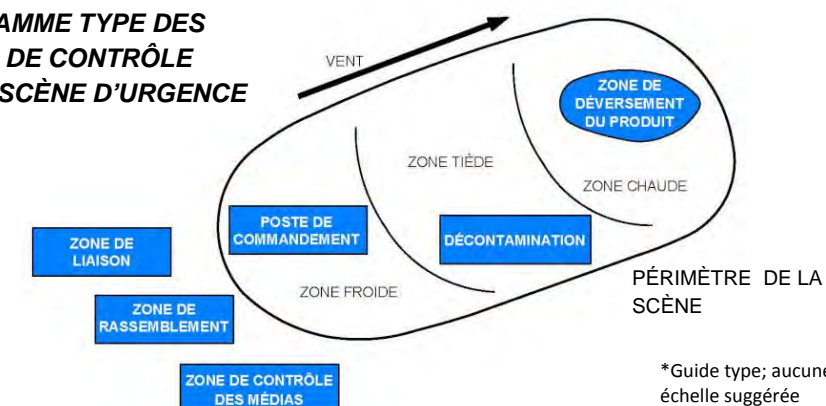 AMME TYPE DES
DE CONTRÔLE
SCÈNE D’URGENCE
VENT
ZONE DE
DÉVERSEMENT
DU PRODUIT
ZONE TIÈDE
ZONE CHAUDE
POSTE DE
COMMANDEMENT
DÉCONTAMINATION
ZONE DE
LIAISON
ZONE FROIDE
PÉRIMÈTRE DE LA
SCÈNE
ZONE DE
RASSEMBLEMENT
ZONE DE CONTRÔLE
DES MÉDIAS
*Guide type; aucune
échelle suggérée